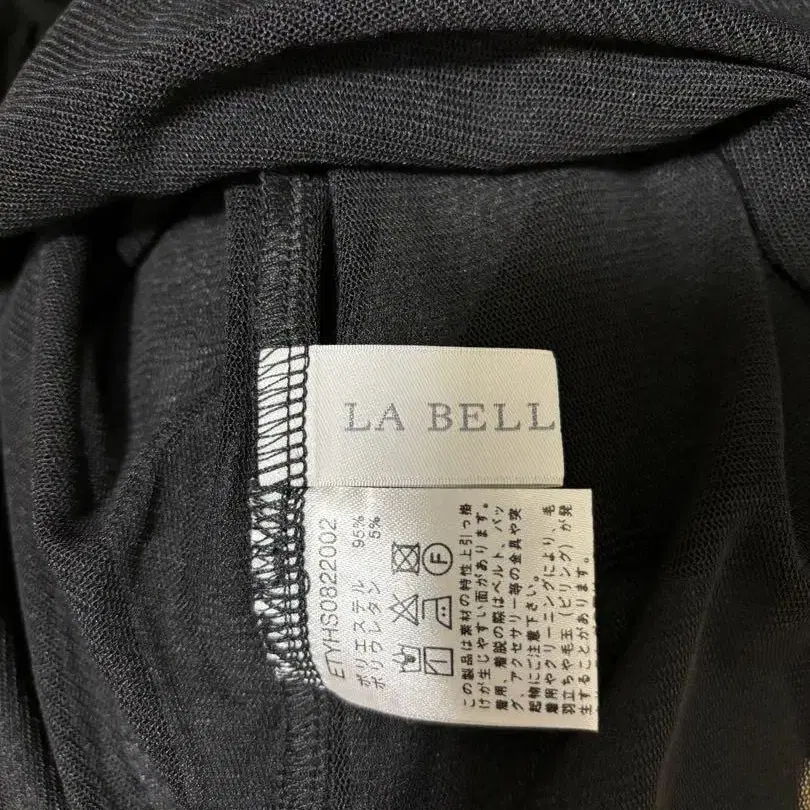 LA BELL
ETYHS0822002
ポリエステル 95%
ポリウレタン 5%
F
この製品は素材の特性上引っ掛
けが生じやすい面があります。
着用、着脱の際はベルト、バッ
グ、アクセサリー等の金具や突
起物にご注意下さい。
着用やクリーニングにより、毛
羽立ちや毛玉(ピリング)が発
生することがあります。